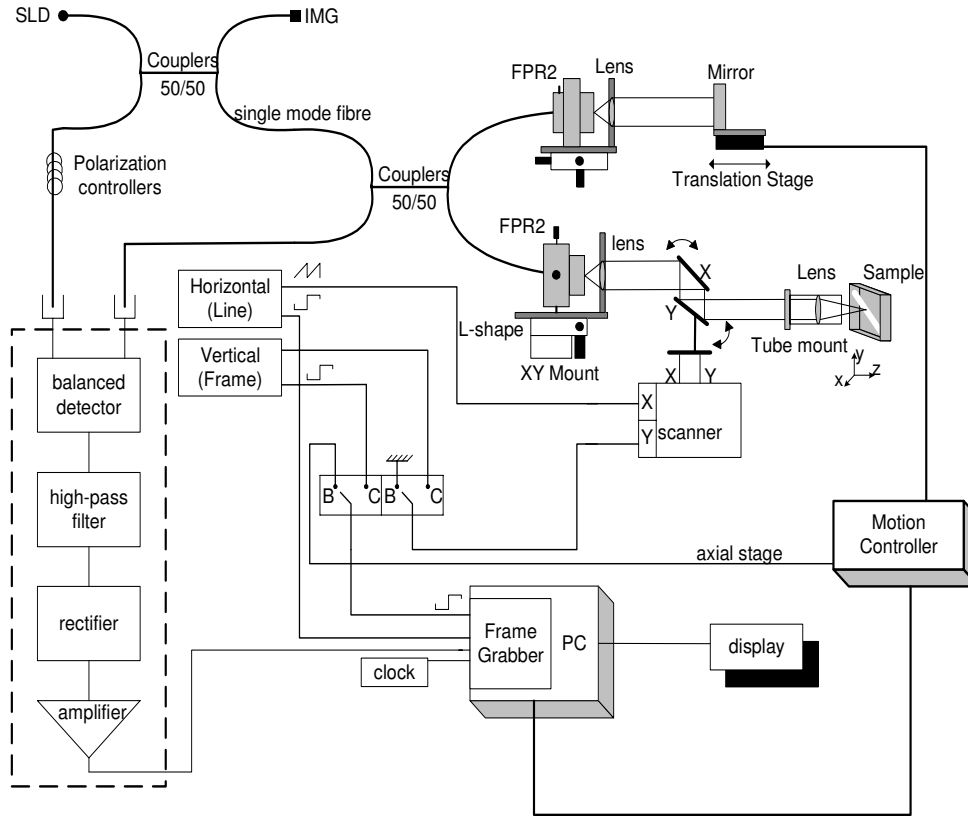 SLD
IMG
Couplers
50/50
single mode fibre
Polarization
controllers
Couplers
50/50
FPR2
Lens
Mirror
Translation Stage
FPR2
lens
X
Y
Lens
Sample
L-shape
XY Mount
Tube mount
y
x
z
Horizontal
(Line)
Vertical
(Frame)
X
Y
X
Y
scanner
balanced
detector
high-pass
filter
rectifier
amplifier
B
C
B
C
axial stage
Motion
Controller
Frame
Grabber
PC
clock
display